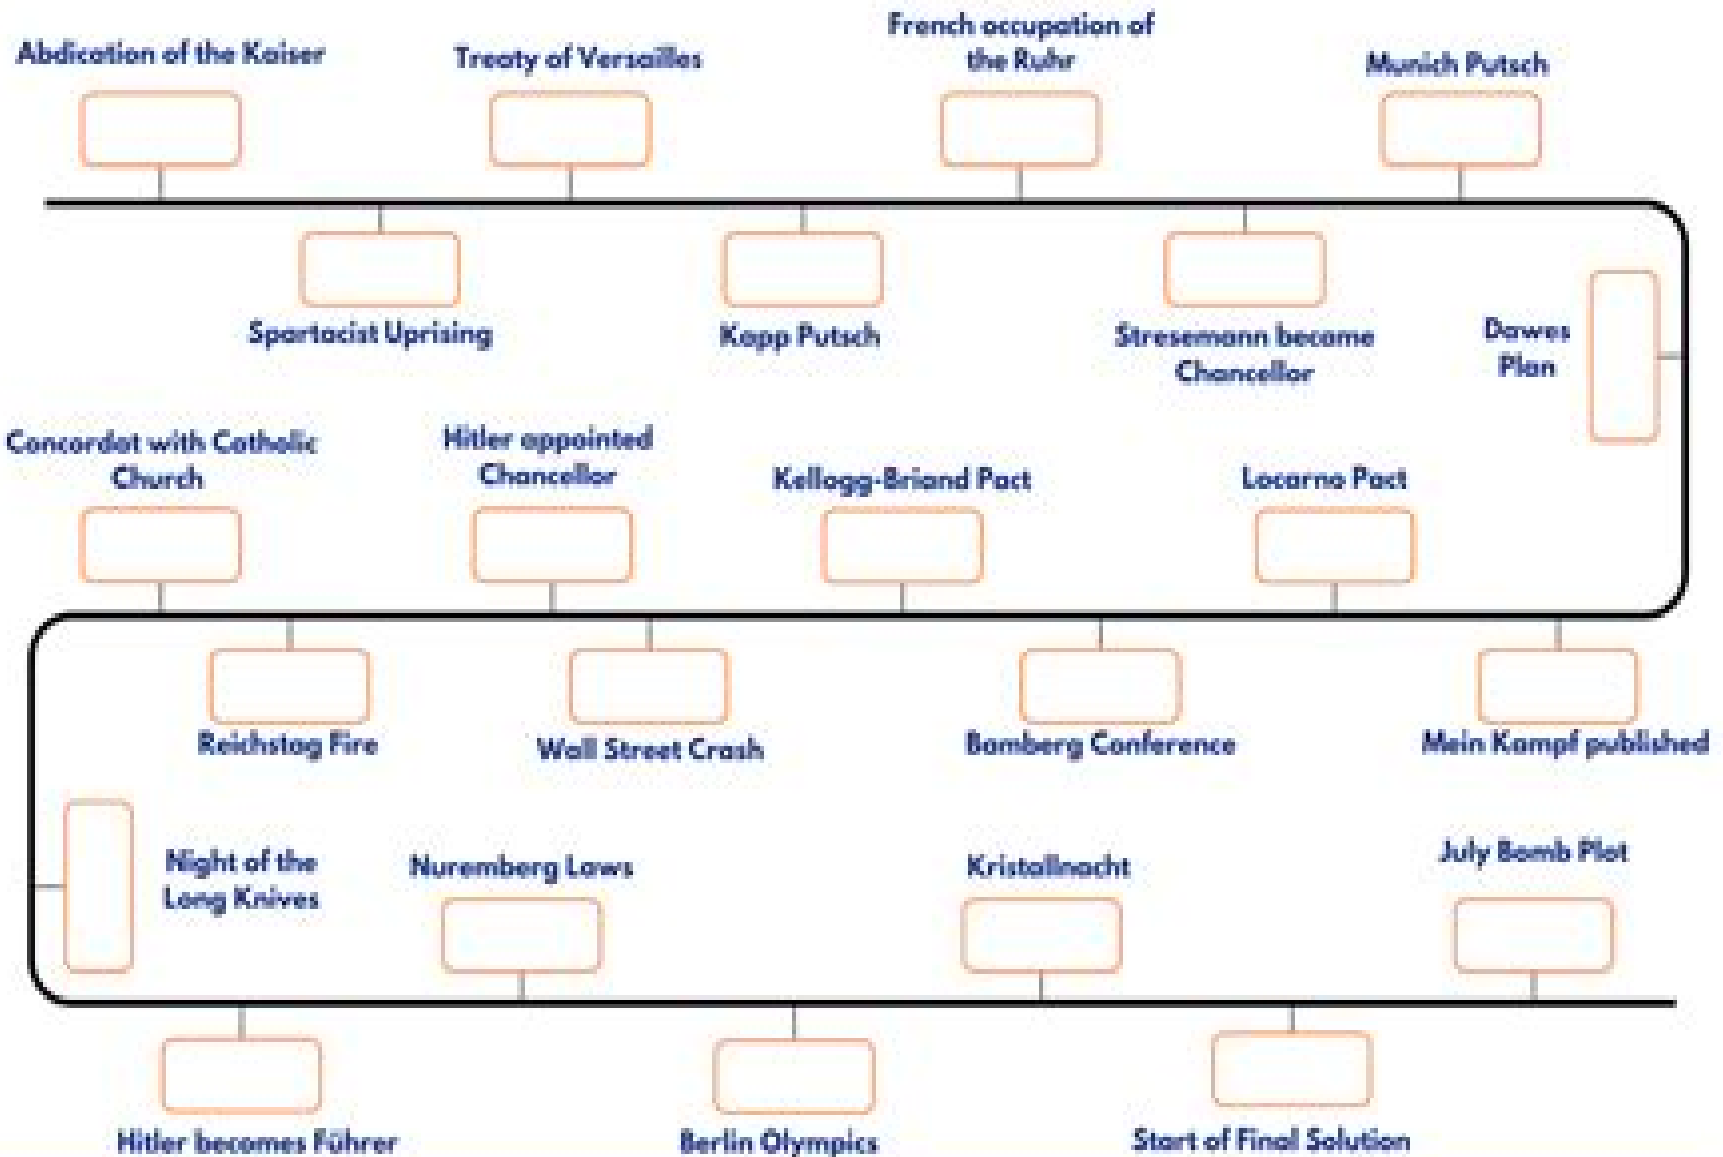 Abdication of the Kaiser
Treaty of Versailles
French occupation of
the Ruhr
Munich Putsch
Spartacist Uprising
Kapp Putsch
Stresemann became
Chancellor
Dawes
Plan
Concordat with Catholic
Church
Hitler appointed
Chancellor
Kellogg-Briand Pact
Locarno Pact
Reichstag Fire
Wall Street Crash
Bamberg Conference
Mein Kampf published
Night of the
Long Knives
Nuremberg Laws
Kristallnacht
July Bomb Plot
Hitler becomes Führer
Berlin Olympics
Start of Final Solution